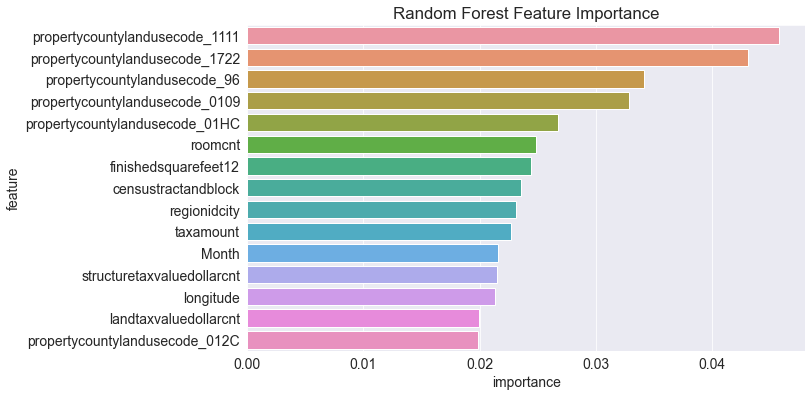 Random Forest Feature Importance
propertycountylandusecode_1111
propertycountylandusecode_1722
propertycountylandusecode_96
propertycountylandusecode_0109
propertycountylandusecode_01HC
roomcnt
finishedsquarefeet12
censustractandblock
regionidcity
taxamount
Month
structuretaxvaluedollarcnt
longitude
landtaxvaluedollarcnt
propertycountylandusecode_012C
feature
0.00 0.01 0.02 0.03 0.04
importance